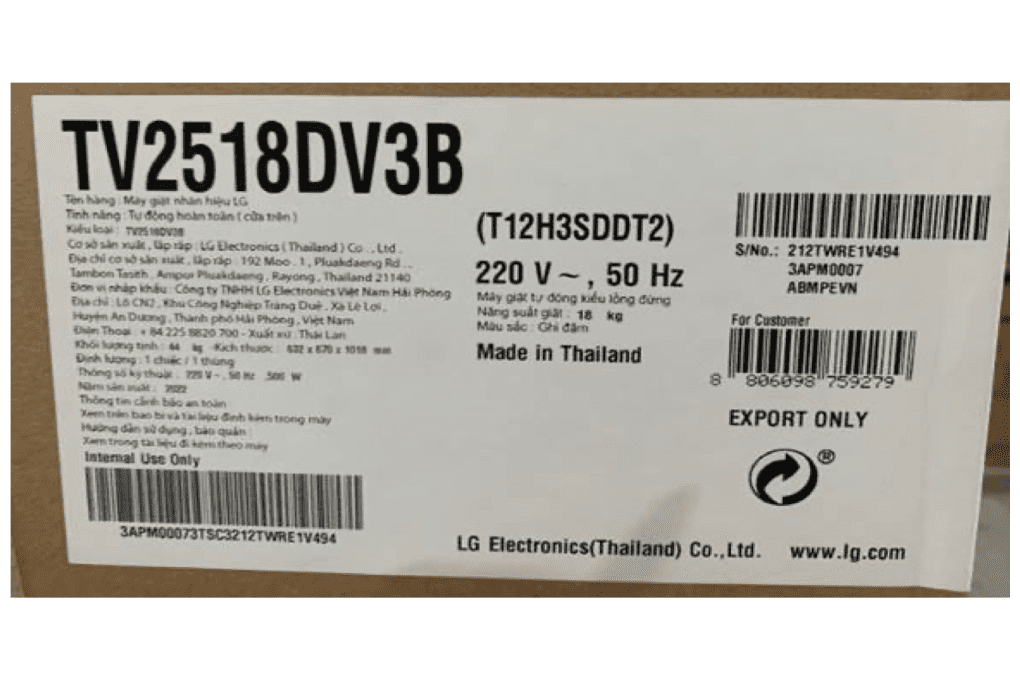 TV2518DV3B
Tên hàng : Máy giặt nhãn hiệu LG
Tính năng : Tự động hoàn toàn ( cửa trên )
Kiểu loại : TV2518DV3B
Cơ sở sản xuất , lắp ráp : LG Electronics ( Thailand ) Co ., Ltd .
Địa chỉ cơ sở sản xuất , lắp ráp : 192 Moo . 1 , Pluakdaeng Rd ...
Tambon Tasith , Ampur Pluakdaeng , Rayong , Thailand 21140
Đơn vị nhập khẩu : Công ty TNHH LG Electronics Việt Nam Hải Phòng
Địa chỉ : Lô CN2 , Khu Công Nghiệp Tràng Duệ , Xã Lê Lợi ,
Huyện An Dương , Thành phố Hải Phòng , Việt Nam
Điện Thoại : + 84 225 8820 700 - Xuất xứ : Thái Lan
Khối lượng tịnh : 44 kg -Kích thước : 632 x 670 x 1018 mm
Định lượng : 1 chiếc / 1 thùng
Thông số kỹ thuật : 220 V~ , 50 Hz , 500 W
Năm sản xuất : 2022
Thông tin cảnh báo an toàn :
Xem trên bao bì và tài liệu đính kèm trong máy
Hướng dẫn sử dụng , bảo quản :
Xem trong tài liệu đi kèm theo máy
Internal Use Only
3APM00073TSC3212TWRE1V494
(T12H3SDDT2)
220 V ~ , 50 Hz
Máy giặt tự động kiểu lồng đứng
Năng suất giặt : 18 kg
Màu sắc : Ghi đậm
Made in Thailand
S/No.: 212TWRE1V494
3APM0007
ABMPEVN
For Customer
8 806098 759279
EXPORT ONLY
®
LG Electronics(Thailand) Co.,Ltd. www.lg.com